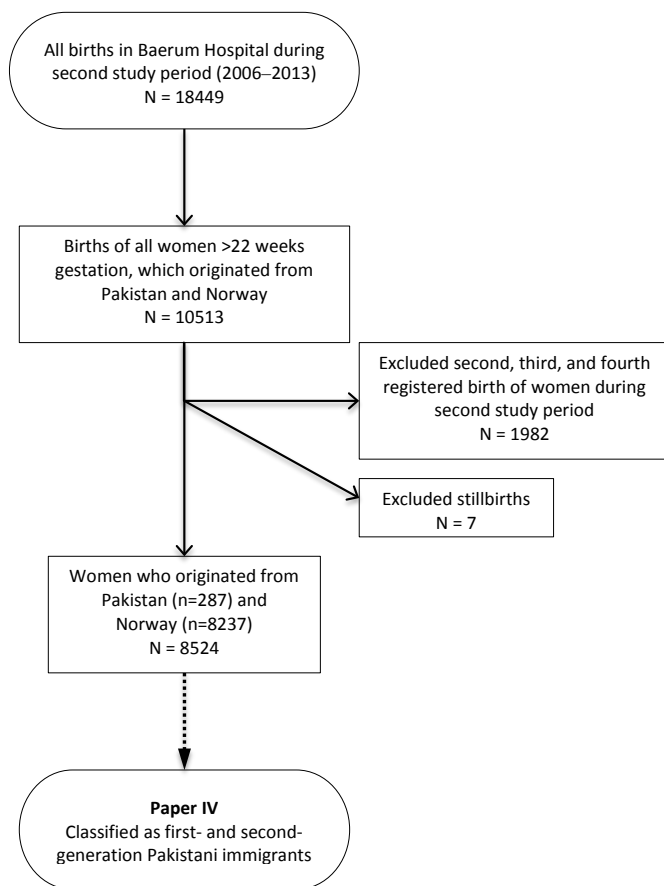 All births in Baerum Hospital during
second study period (2006–2013)
N = 18449
Births of all women >22 weeks
gestation, which originated from
Pakistan and Norway
N = 10513
Excluded second, third, and fourth
registered birth of women during
second study period
N = 1982
Excluded stillbirths
N = 7
Women who originated from
Pakistan (n=287) and
Norway (n=8237)
N = 8524
Paper IV
Classified as first- and second-
generation Pakistani immigrants